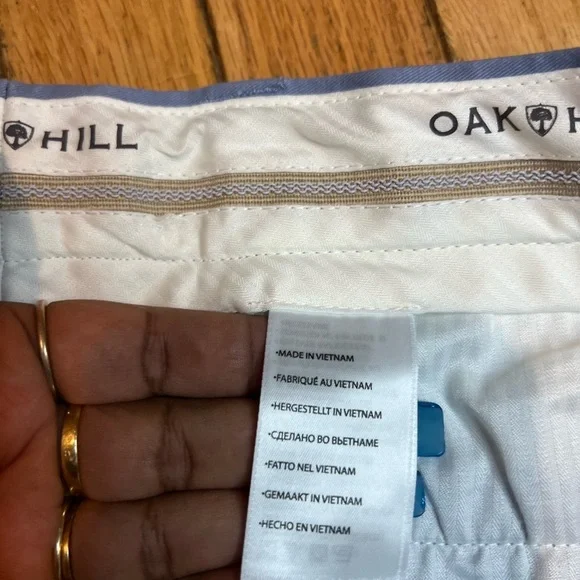 HILL OAK H
•MADE IN VIETNAM
•FABRIQUÉ AU VIETNAM
•HERGESTELLT IN VIETNAM
•СДЕЛАНО ВО ВЬЕТНАМЕ
•FATTO NEL VIETNAM
•GEMAAKT IN VIETNAM
•HECHO EN VIETNAM